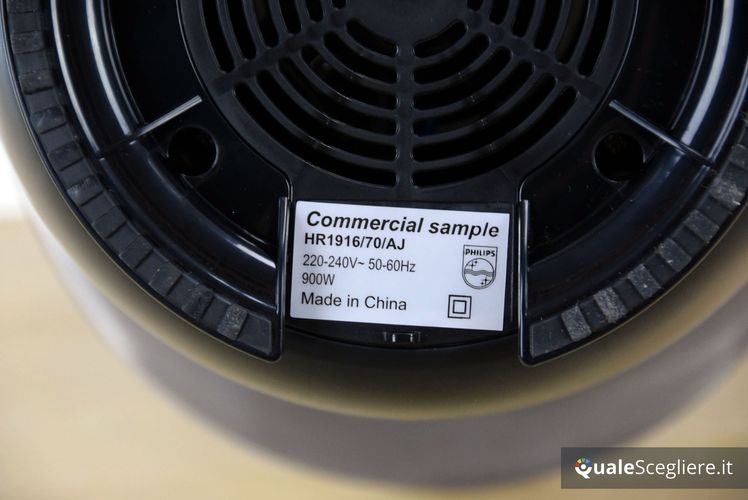 Commercial sample
HR1916/70/AJ
220-240V~ 50-60Hz
900W
Made in China
PHILIPS
QualeScegliere.it